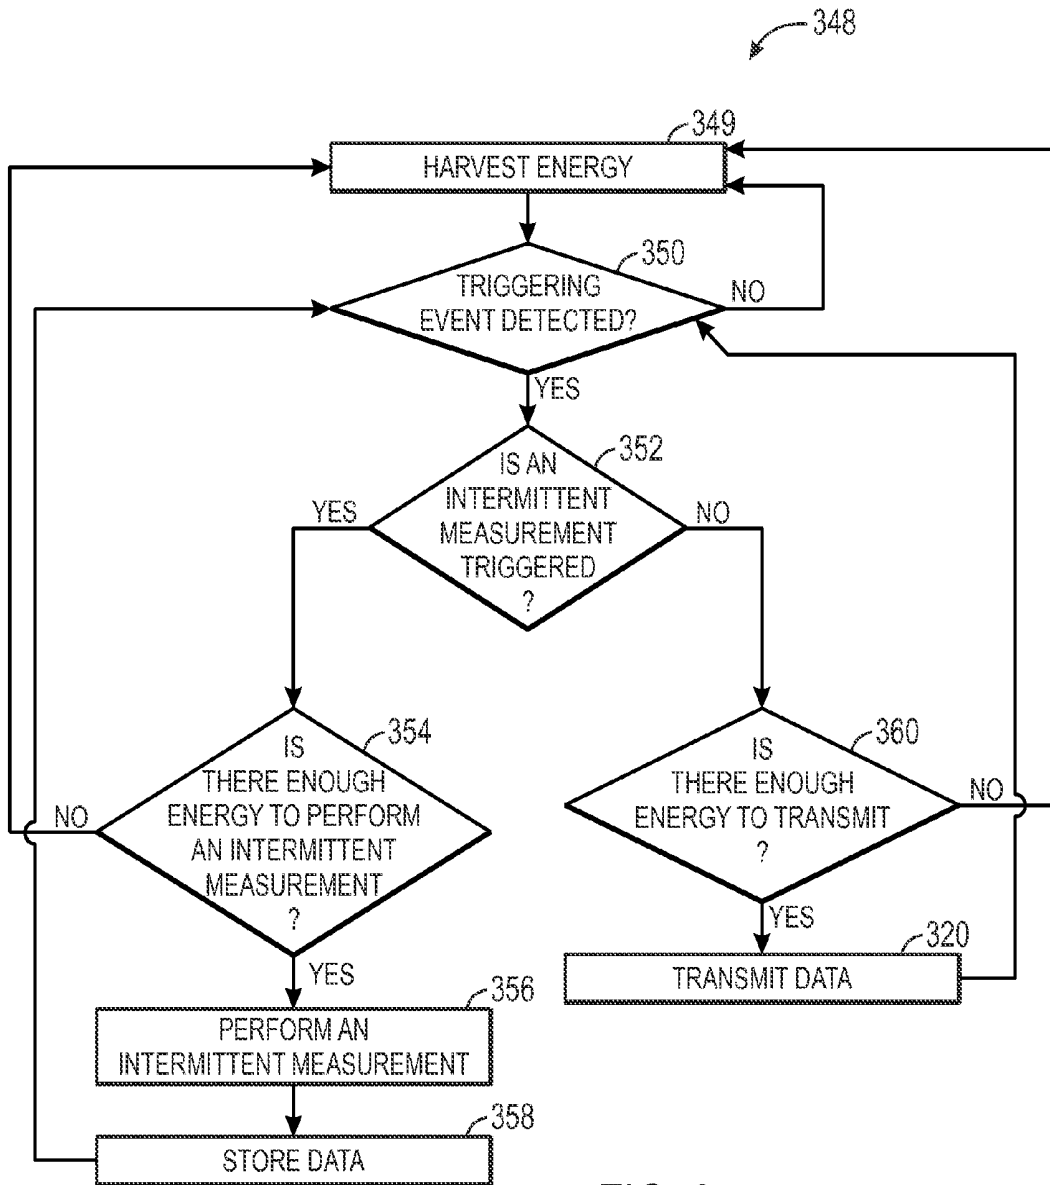 348
349
HARVEST ENERGY
350
TRIGGERING
EVENT DETECTED?
NO
YES
352
IS AN
INTERMITTENT
MEASUREMENT
TRIGGERED
?
YES
NO
354
IS
THERE ENOUGH
ENERGY TO PERFORM
AN INTERMITTENT
MEASUREMENT
?
NO
YES
360
IS
THERE ENOUGH
ENERGY TO TRANSMIT
?
NO
YES
320
TRANSMIT DATA
356
PERFORM AN
INTERMITTENT MEASUREMENT
358
STORE DATA